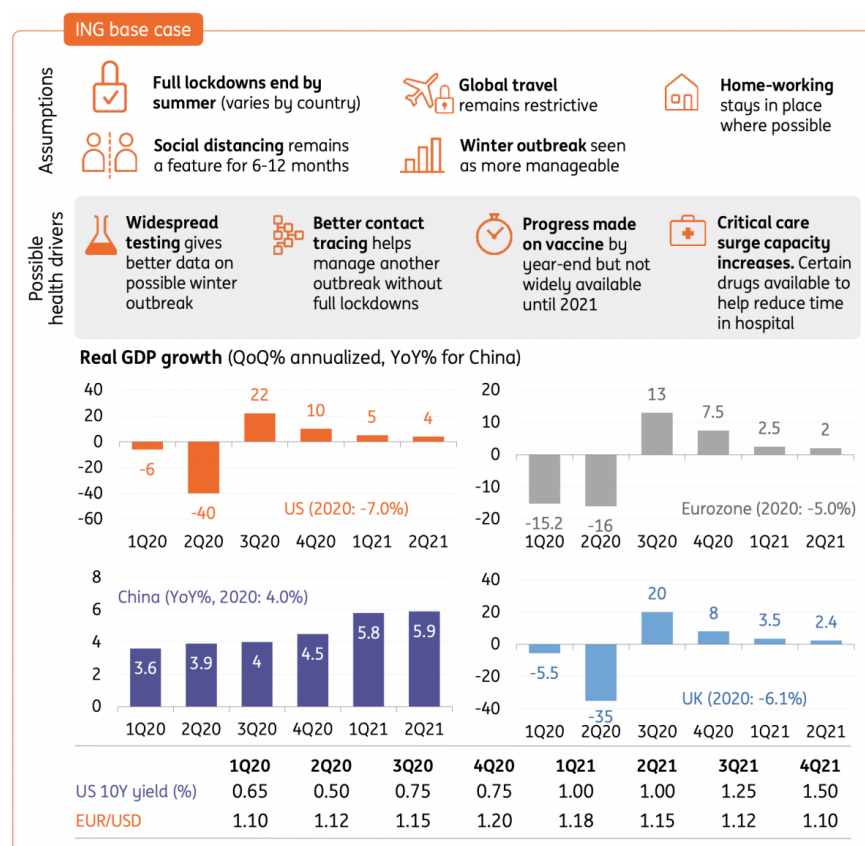 ING base case
Assumptions
Full lockdowns end by
summer (varies by country)
Global travel
remains restrictive
Home-working
stays in place
where possible
Social distancing remains
a feature for 6-12 months
Winter outbreak seen
as more manageable
Possible
health drivers
Widespread
testing gives
better data on
possible winter
outbreak
Better contact
tracing helps
manage another
outbreak without
full lockdowns
Progress made
on vaccine by
year-end but not
widely available
until 2021
Critical care
surge capacity
increases. Certain
drugs available to
help reduce time
in hospital
Real GDP growth (QoQ% annualized, YoY% for China)
40
20
0
-20
-40
-60
-6
-40
22
10
5
4
US (2020: -7.0%)
1Q20 2Q20 3Q20 4Q20 1Q21 2Q21
20
10
0
-10
-20
-15.2
-16
13
7.5
2.5
2
Eurozone (2020: -5.0%)
1Q20 2Q20 3Q20 4Q20 1Q21 2Q21
8
6
4
2
0
China (YoY%, 2020: 4.0%)
3.6
3.9
4
4.5
5.8
5.9
1Q20 2Q20 3Q20 4Q20 1Q21 2Q21
40
20
0
-20
-40
-5.5
-35
20
8
3.5
2.4
UK (2020: -6.1%)
1Q20 2Q20 3Q20 4Q20 1Q21 2Q21
1Q20 2Q20 3Q20 4Q20 1Q21 2Q21 3Q21 4Q21
US 10Y yield (%) 0.65 0.50 0.75 0.75 1.00 1.00 1.25 1.50
EUR/USD 1.10 1.12 1.15 1.20 1.18 1.15 1.12 1.10